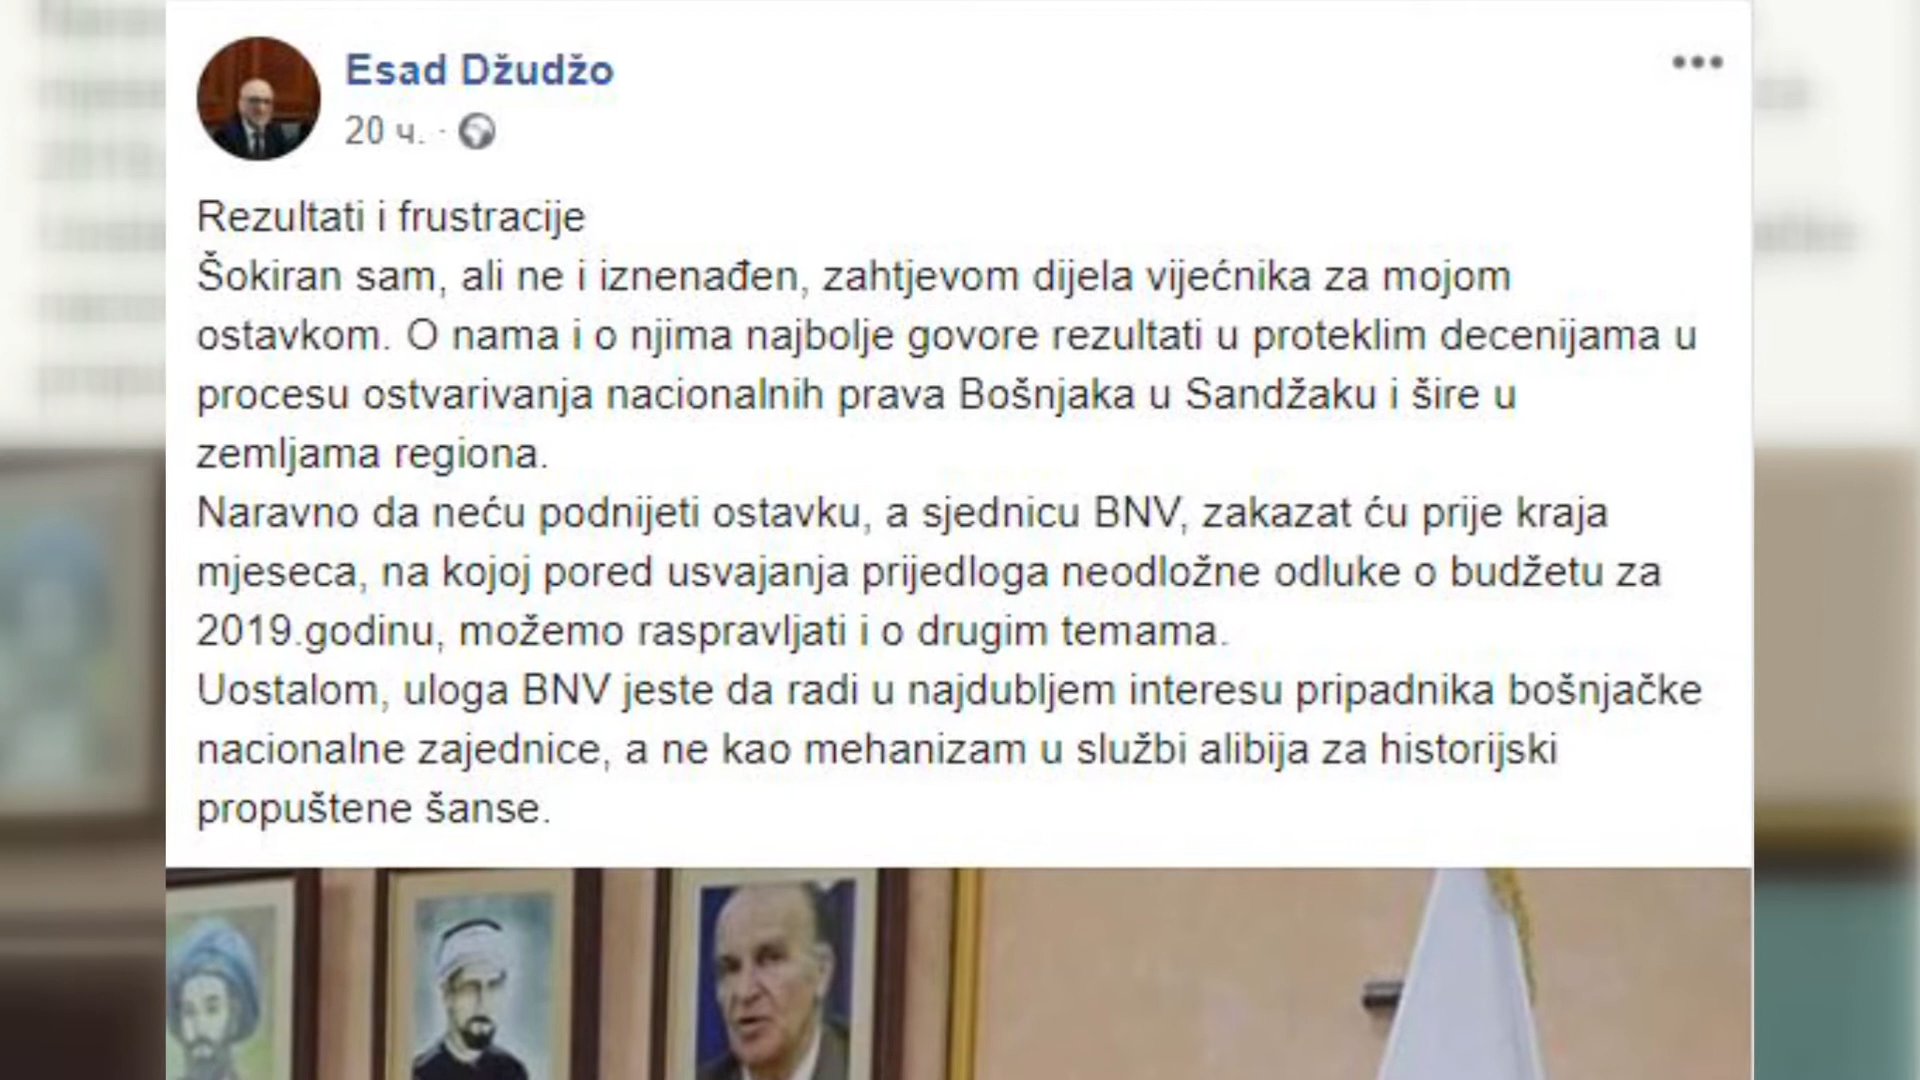 Esad Džudžo
20 ч. ·
Rezultati i frustracije
Šokiran sam, ali ne i iznenađen, zahtjevom dijela vijećnika za mojom
ostavkom. O nama i o njima najbolje govore rezultati u proteklim decenijama u
procesu ostvarivanja nacionalnih prava Bošnjaka u Sandžaku i šire u
zemljama regiona.
Naravno da neću podnijeti ostavku, a sjednicu BNV, zakazat ću prije kraja
mjeseca, na kojoj pored usvajanja prijedloga neodložne odluke o budžetu za
2019.godinu, možemo raspravljati i o drugim temama.
Uostalom, uloga BNV jeste da radi u najdubljem interesu pripadnika bošnjačke
nacionalne zajednice, a ne kao mehanizam u službi alibija za historijski
propuštene šanse.